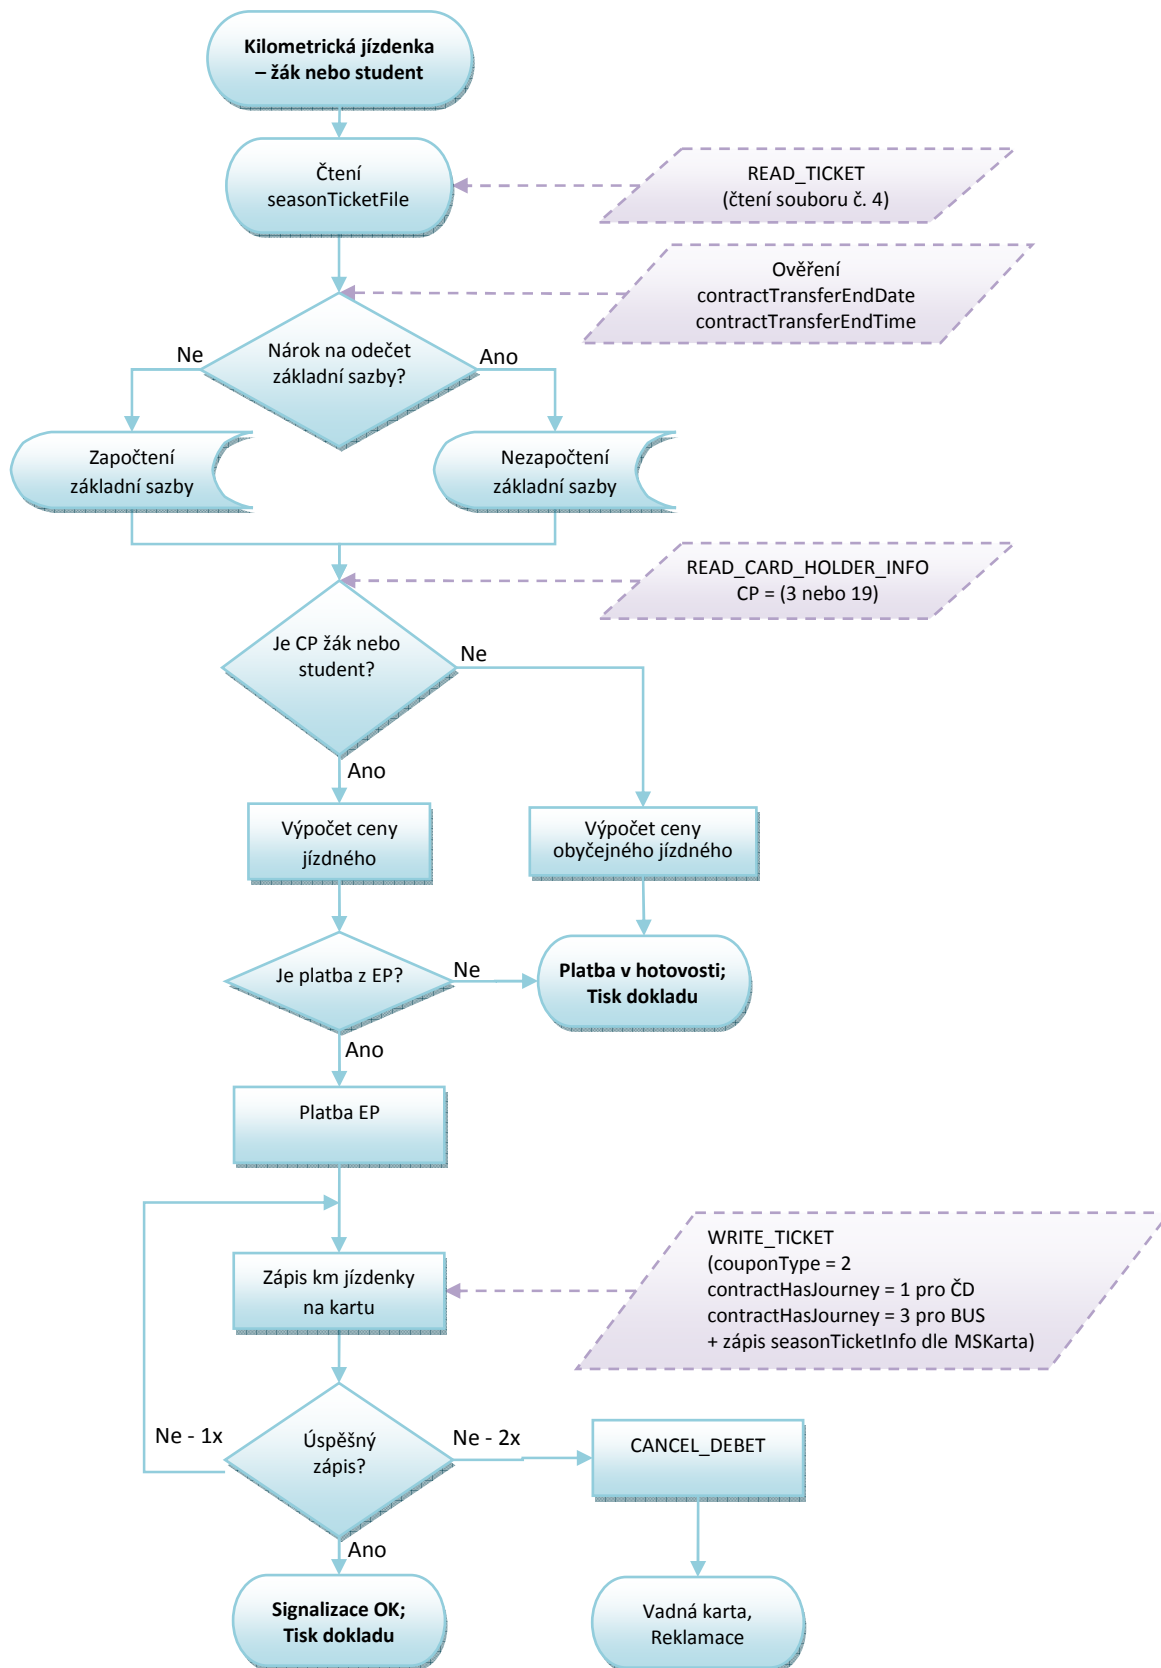 Kilometrická jízdenka
– žák nebo student
Čtení
seasonTicketFile
READ_TICKET
(čtení souboru č. 4)
Ověření
contractTransferEndDate
contractTransferEndTime
Nárok na odečet
základní sazby?
Ne
Ano
Započtení
základní sazby
Nezapočtení
základní sazby
READ_CARD_HOLDER_INFO
CP = (3 nebo 19)
Je CP žák nebo
student?
Ne
Ano
Výpočet ceny
jízdného
Výpočet ceny
obyčejného jízdného
Je platba z EP?
Ne
Platba v hotovosti;
Tisk dokladu
Ano
Platba EP
WRITE_TICKET
(couponType = 2
contractHasJourney = 1 pro ČD
contractHasJourney = 3 pro BUS
+ zápis seasonTicketInfo dle MSKarta)
Zápis km jízdenky
na kartu
Ne - 1x
Úspěšný
zápis?
Ne - 2x
CANCEL_DEBET
Ano
Signalizace OK;
Tisk dokladu
Vadná karta,
Reklamace